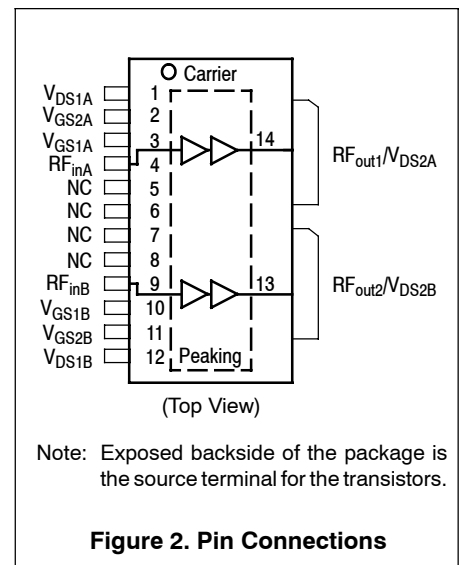 Carrier
VDS1A 1
VGS2A 2
VGS1A 3 14
RFinA 4 RFout1/VDS2A
NC 5
NC 6
NC 7
NC 8
RFinB 9 13 RFout2/VDS2B
VGS1B 10
VGS2B 11
VDS1B 12 Peaking
(Top View)
Note: Exposed backside of the package is
the source terminal for the transistors.
Figure 2. Pin Connections